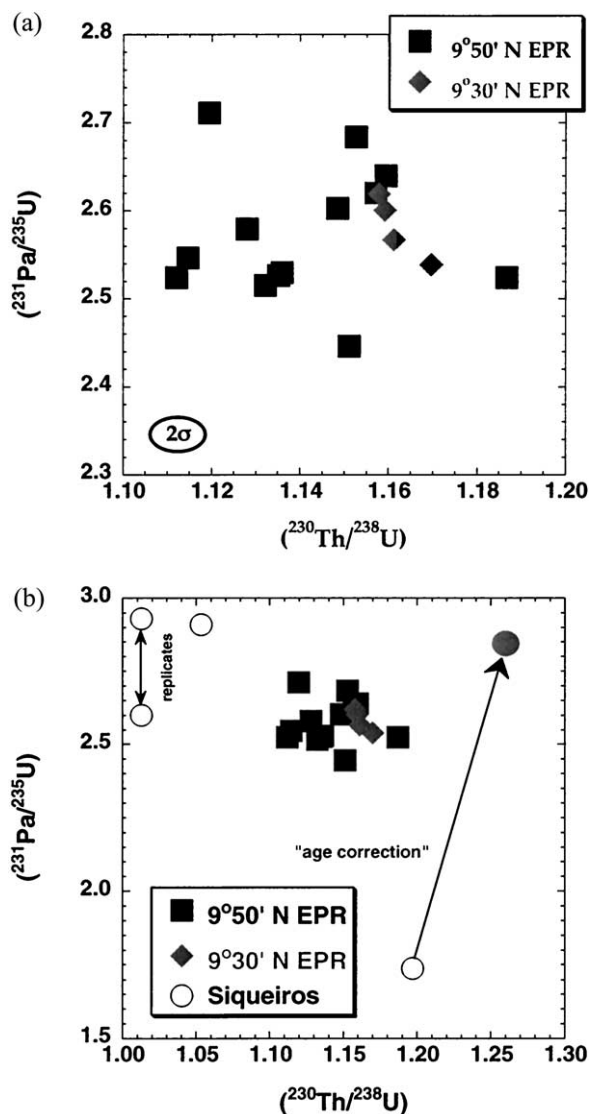 (a)
2.8
2.7
2.6
2.5
2.4
2.3
(²³¹Pa/²³⁵U)
9°50' N EPR
9°30' N EPR
2σ
1.10 1.12 1.14 1.16 1.18 1.20
(²³⁰Th/²³⁸U)
(b)
3.0
2.5
2.0
1.5
(²³¹Pa/²³⁵U)
replicates
"age correction"
9°50' N EPR
9°30' N EPR
Siqueiros
1.00 1.05 1.10 1.15 1.20 1.25 1.30
(²³⁰Th/²³⁸U)